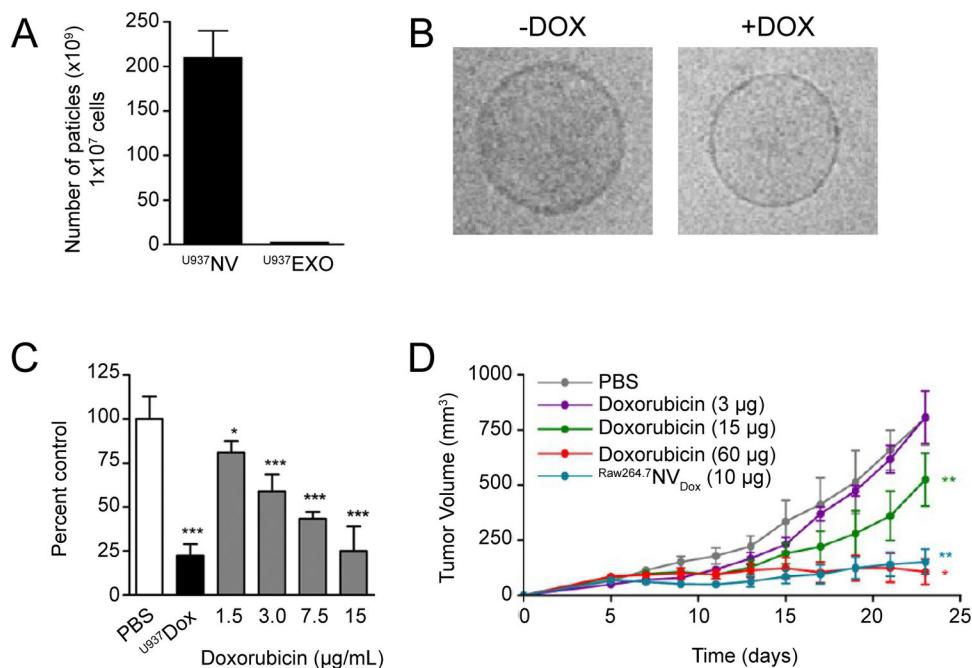 A
Number of paticles (x10⁹)
1x10⁷ cells
250
200
150
100
50
0
U937NV
U937EXO
B
-DOX
+DOX
C
Percent control
125
100
75
50
25
0
***
*
***
***
***
PBS
U937Dox
1.5
3.0
7.5
15
Doxorubicin (µg/mL)
D
Tumor Volume (mm³)
1000
750
500
250
0
PBS
Doxorubicin (3 µg)
Doxorubicin (15 µg)
Doxorubicin (60 µg)
Raw264.7NVDox (10 µg)
**
**
*
0
5
10
15
20
25
Time (days)